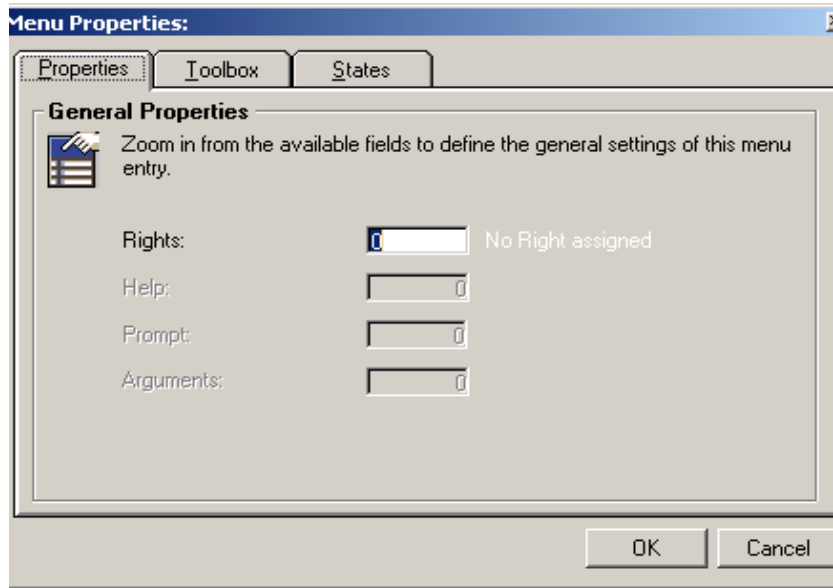 Menu Properties:
Properties Toolbox States
General Properties
Zoom in from the available fields to define the general settings of this menu
entry.
Rights: 0 No Right assigned
Help: 0
Prompt: 0
Arguments: 0
OK Cancel